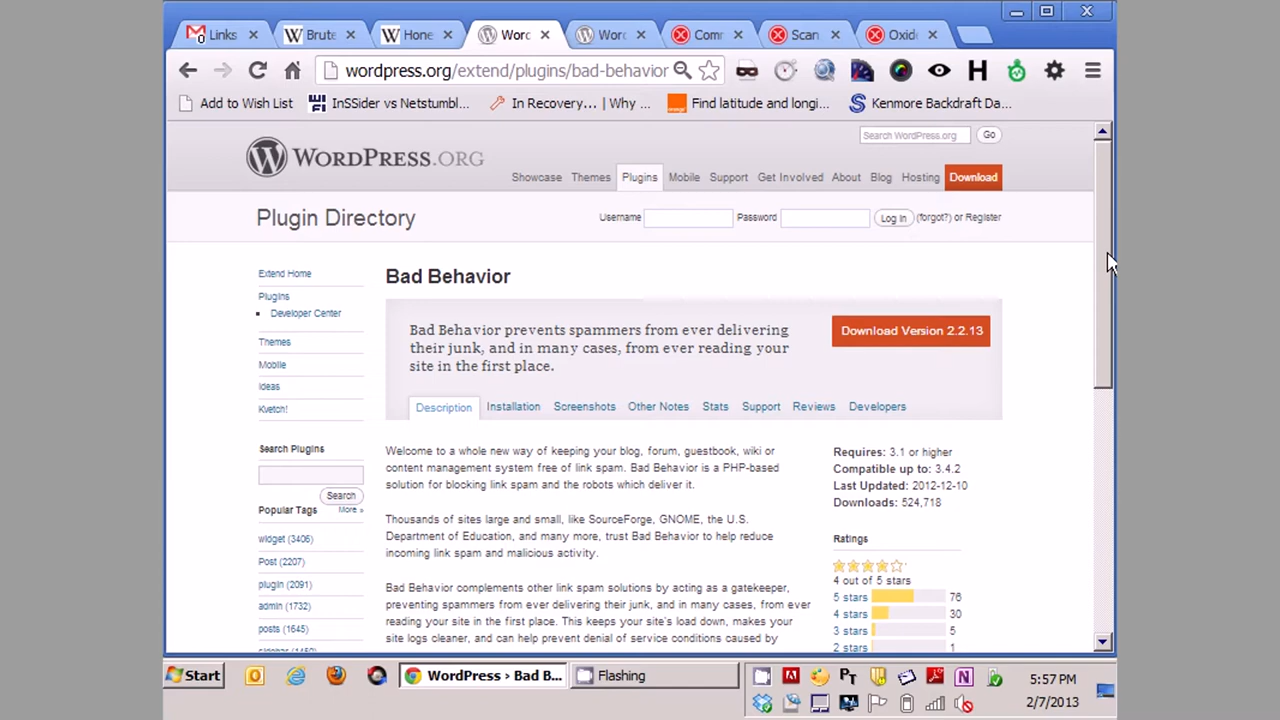 Links
Brute
Hone
Word
Word
Com
Scan
Oxide
wordpress.org/extend/plugins/bad-behavior
Add to Wish List
InSSider vs Netstumbl...
In Recovery... | Why ...
Find latitude and longi...
Kenmore Backdraft Da...
Search WordPress.org
Go
WORDPRESS.ORG
Showcase Themes Plugins Mobile Support Get Involved About Blog Hosting Download
Plugin Directory
Username
Password
Log In
(forgot?) or Register
Extend Home
Plugins
Developer Center
Themes
Mobile
Ideas
Kvetch!
Search Plugins
Search
Popular Tags More »
widget (3406)
Post (2207)
plugin (2091)
admin (1732)
posts (1645)
Bad Behavior
Bad Behavior prevents spammers from ever delivering
their junk, and in many cases, from ever reading your
site in the first place.
Download Version 2.2.13
Description Installation Screenshots Other Notes Stats Support Reviews Developers
Welcome to a whole new way of keeping your blog, forum, guestbook, wiki or
content management system free of link spam. Bad Behavior is a PHP-based
solution for blocking link spam and the robots which deliver it.
Thousands of sites large and small, like SourceForge, GNOME, the U.S.
Department of Education, and many more, trust Bad Behavior to help reduce
incoming link spam and malicious activity.
Bad Behavior complements other link spam solutions by acting as a gatekeeper,
preventing spammers from ever delivering their junk, and in many cases, from ever
reading your site in the first place. This keeps your site's load down, makes your
site logs cleaner, and can help prevent denial of service conditions caused by
Requires: 3.1 or higher
Compatible up to: 3.4.2
Last Updated: 2012-12-10
Downloads: 524,718
Ratings
4 out of 5 stars
5 stars 76
4 stars 30
3 stars 5
2 stars 1
Start
WordPress › Bad B...
Flashing
5:57 PM
2/7/2013